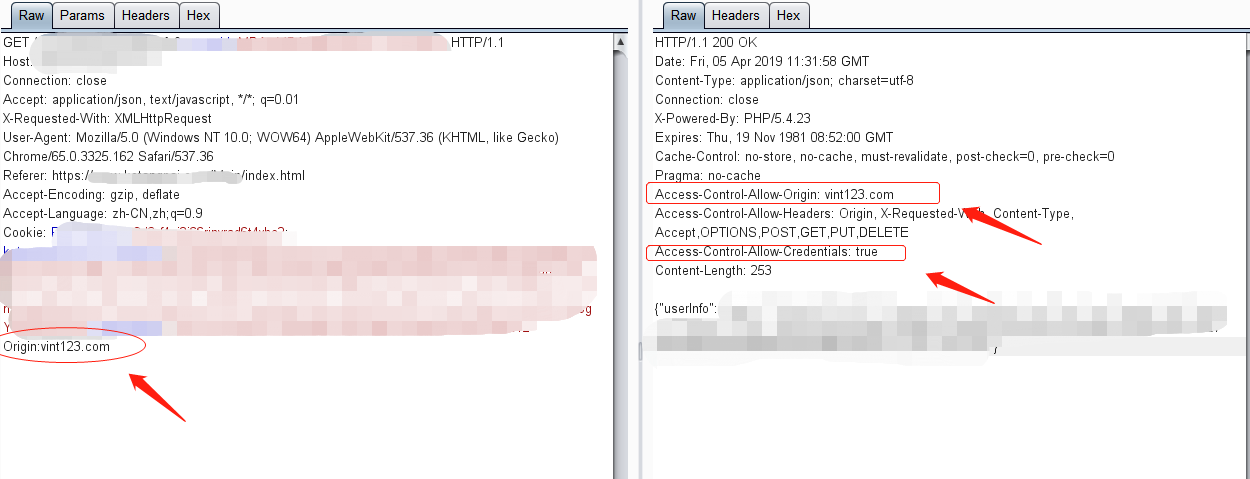 Raw Params Headers Hex
GET / HTTP/1.1
Host:
Connection: close
Accept: application/json, text/javascript, */*; q=0.01
X-Requested-With: XMLHttpRequest
User-Agent: Mozilla/5.0 (Windows NT 10.0; WOW64) AppleWebKit/537.36 (KHTML, like Gecko)
Chrome/65.0.3325.162 Safari/537.36
Referer: https:/ /index.html
Accept-Encoding: gzip, deflate
Accept-Language: zh-CN,zh;q=0.9
Cookie:
...
Origin:vint123.com
Raw Headers Hex
HTTP/1.1 200 OK
Date: Fri, 05 Apr 2019 11:31:58 GMT
Content-Type: application/json; charset=utf-8
Connection: close
X-Powered-By: PHP/5.4.23
Expires: Thu, 19 Nov 1981 08:52:00 GMT
Cache-Control: no-store, no-cache, must-revalidate, post-check=0, pre-check=0
Pragma: no-cache
Access-Control-Allow-Origin: vint123.com
Access-Control-Allow-Headers: Origin, X-Requested-With, Content-Type,
Accept,OPTIONS,POST,GET,PUT,DELETE
Access-Control-Allow-Credentials: true
Content-Length: 253
{"userInfo":
}